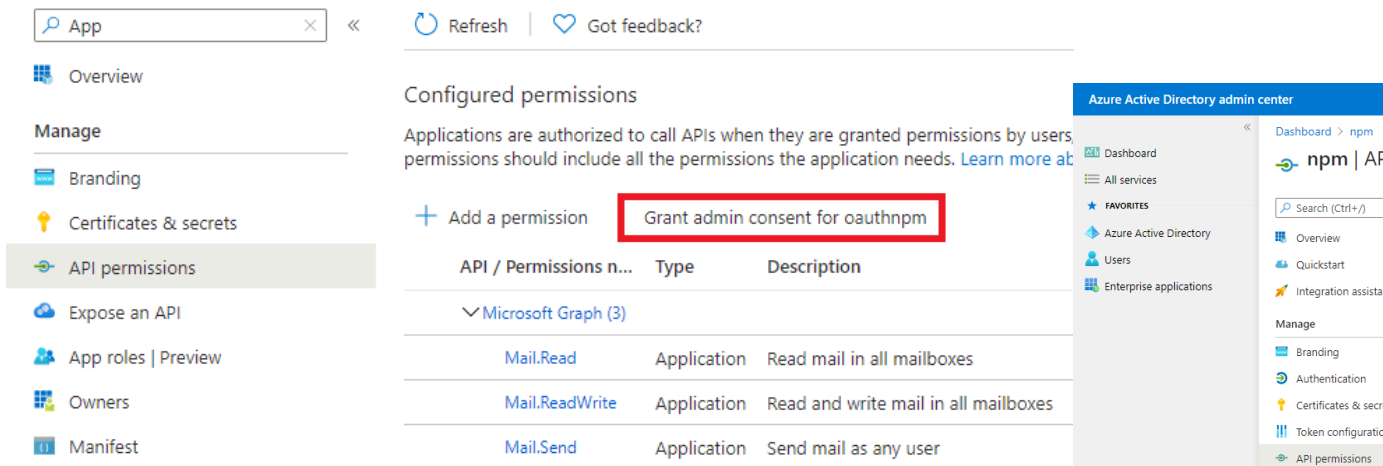 App
Overview
Manage
Branding
Certificates & secrets
API permissions
Expose an API
App roles | Preview
Owners
Manifest
Refresh
Got feedback?
Configured permissions
Applications are authorized to call APIs when they are granted permissions by users,
permissions should include all the permissions the application needs. Learn more ab
Add a permission
Grant admin consent for oauthnpm
API / Permissions n... Type Description
Microsoft Graph (3)
Mail.Read Application Read mail in all mailboxes
Mail.ReadWrite Application Read and write mail in all mailboxes
Mail.Send Application Send mail as any user
Azure Active Directory admin center
Dashboard
All services
FAVORITES
Azure Active Directory
Users
Enterprise applications
Dashboard > npm
npm | AP
Search (Ctrl+/)
Overview
Quickstart
Integration assista
Manage
Branding
Authentication
Certificates & secr
Token configuratio
API permissions